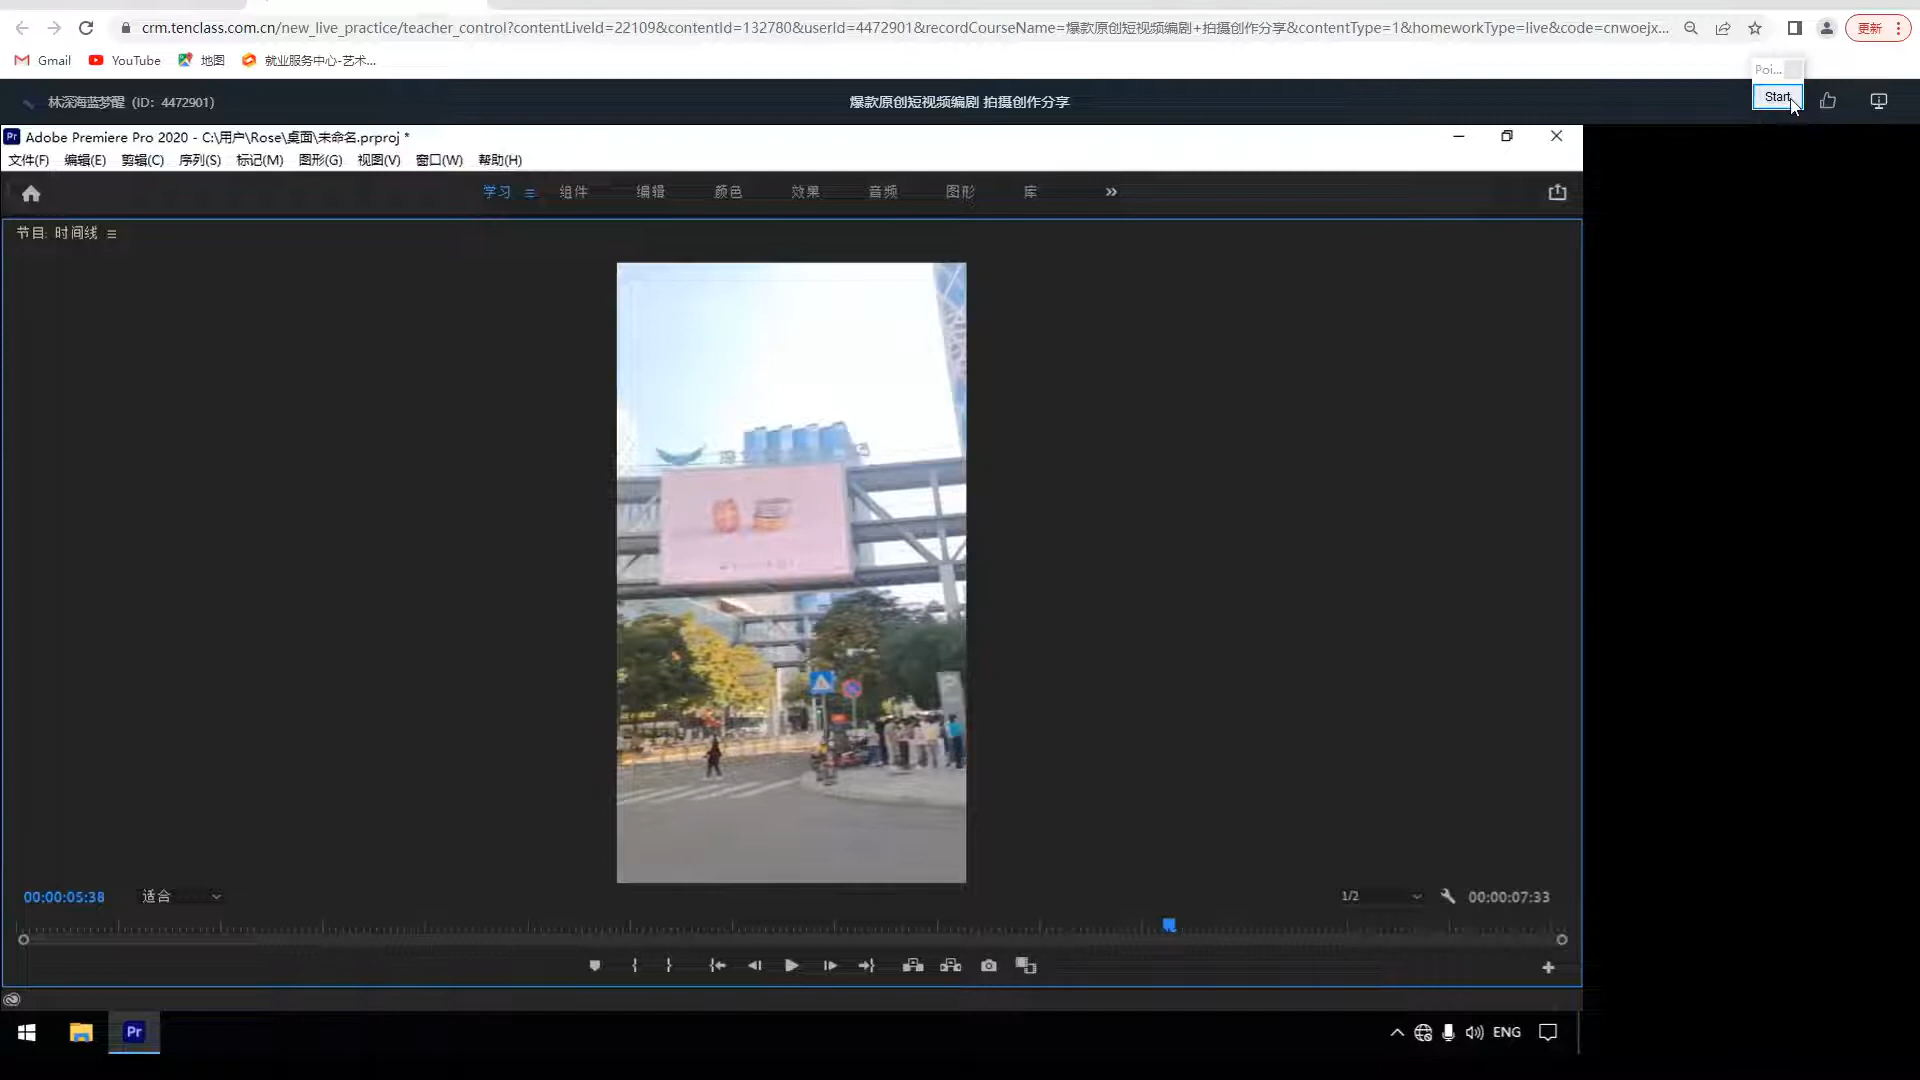 crm.tenclass.com.cn/new_live_practice/teacher_control?contentLiveId=22109&contentId=132780&userId=4472901&recordCourseName=爆款原创短视频编剧+拍摄创作分享&contentType=1&homeworkType=live&code=cnwoejx...
更新
Gmail
YouTube
地图
就业服务中心-艺术...
Poi...
Start
林深海蓝梦醒 (ID: 4472901)
爆款原创短视频编剧 拍摄创作分享
Pr Adobe Premiere Pro 2020 - C:\用户\Rose\桌面\未命名.prproj *
文件(F) 编辑(E) 剪辑(C) 序列(S) 标记(M) 图形(G) 视图(V) 窗口(W) 帮助(H)
学习 组件 编辑 颜色 效果 音频 图形 库
节目: 时间线
00:00:05:38
适合
1/2
00:00:07:33
Pr
ENG